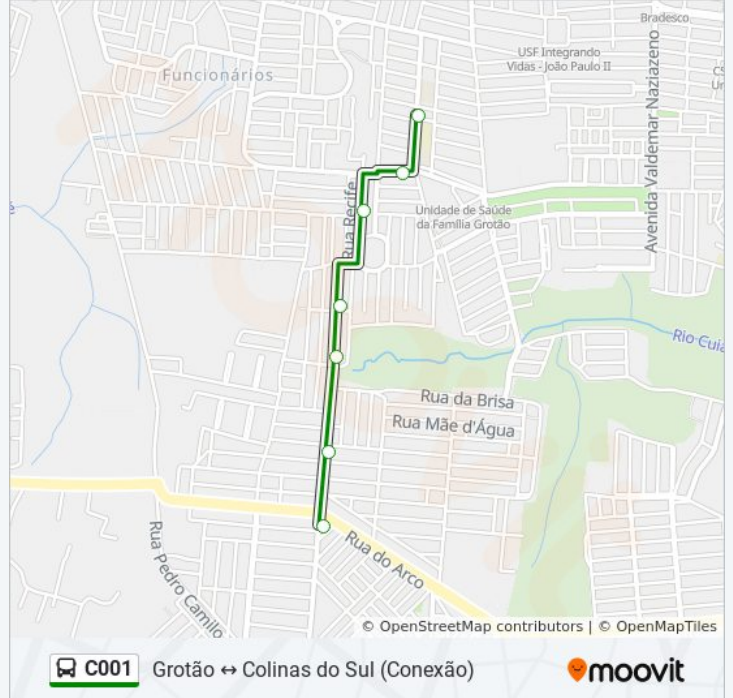 Bradesco
USF Integrando
Vidas - João Paulo II
Funcionários
CS
Ur
Avenida Valdemar Naziazeno
Rua Recife
Unidade de Saúde
da Família Grotão
é
Rio Cuiá
Rua da Brisa
Rua Mãe d'Água
Rua do Arco
Rua Pedro Camilo
© OpenStreetMap contributors | © OpenMapTiles
C001 Grotão ↔ Colinas do Sul (Conexão)
moovit